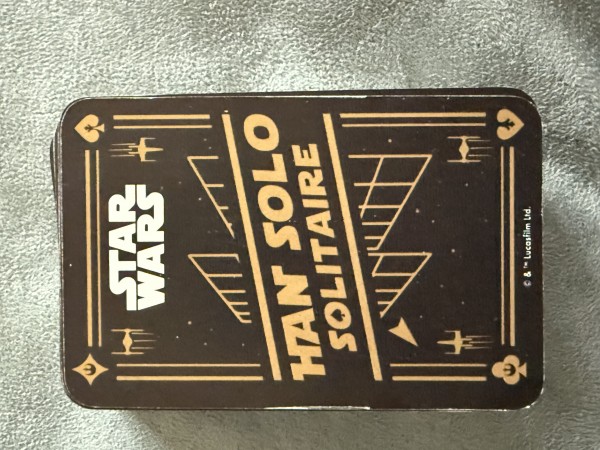 STAR
WARS
HAN SOLO
SOLITAIRE
© & ™ Lucasfilm Ltd.